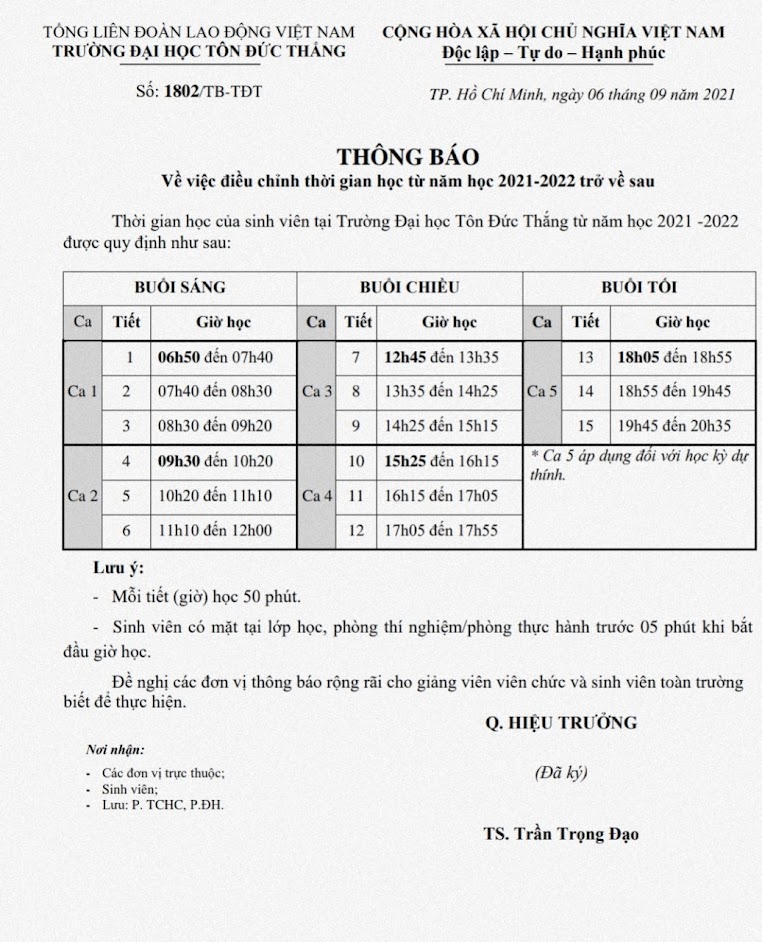 TỔNG LIÊN ĐOÀN LAO ĐỘNG VIỆT NAM
TRƯỜNG ĐẠI HỌC TÔN ĐỨC THẮNG
CỘNG HÒA XÃ HỘI CHỦ NGHĨA VIỆT NAM
Độc lập – Tự do – Hạnh phúc
Số: 1802/TB-TĐT
TP. Hồ Chí Minh, ngày 06 tháng 09 năm 2021
THÔNG BÁO
Về việc điều chỉnh thời gian học từ năm học 2021-2022 trở về sau
Thời gian học của sinh viên tại Trường Đại học Tôn Đức Thắng từ năm học 2021 -2022
được quy định như sau:
BUỔI SÁNG BUỔI CHIỀU BUỔI TỐI
Ca Tiết Giờ học Ca Tiết Giờ học Ca Tiết Giờ học
1 06h50 đến 07h40 7 12h45 đến 13h35 13 18h05 đến 18h55
Ca 1 2 07h40 đến 08h30 Ca 3 8 13h35 đến 14h25 Ca 5 14 18h55 đến 19h45
3 08h30 đến 09h20 9 14h25 đến 15h15 15 19h45 đến 20h35
4 09h30 đến 10h20 10 15h25 đến 16h15 * Ca 5 áp dụng đối với học kỳ dự
thính.
Ca 2 5 10h20 đến 11h10 Ca 4 11 16h15 đến 17h05
6 11h10 đến 12h00 12 17h05 đến 17h55
Lưu ý:
- Mỗi tiết (giờ) học 50 phút.
- Sinh viên có mặt tại lớp học, phòng thí nghiệm/phòng thực hành trước 05 phút khi bắt
đầu giờ học.
Đề nghị các đơn vị thông báo rộng rãi cho giảng viên viên chức và sinh viên toàn trường
biết để thực hiện.
Q. HIỆU TRƯỞNG
Nơi nhận:
- Các đơn vị trực thuộc;
- Sinh viên;
- Lưu: P. TCHC, P.ĐH.
(Đã ký)
TS. Trần Trọng Đạo